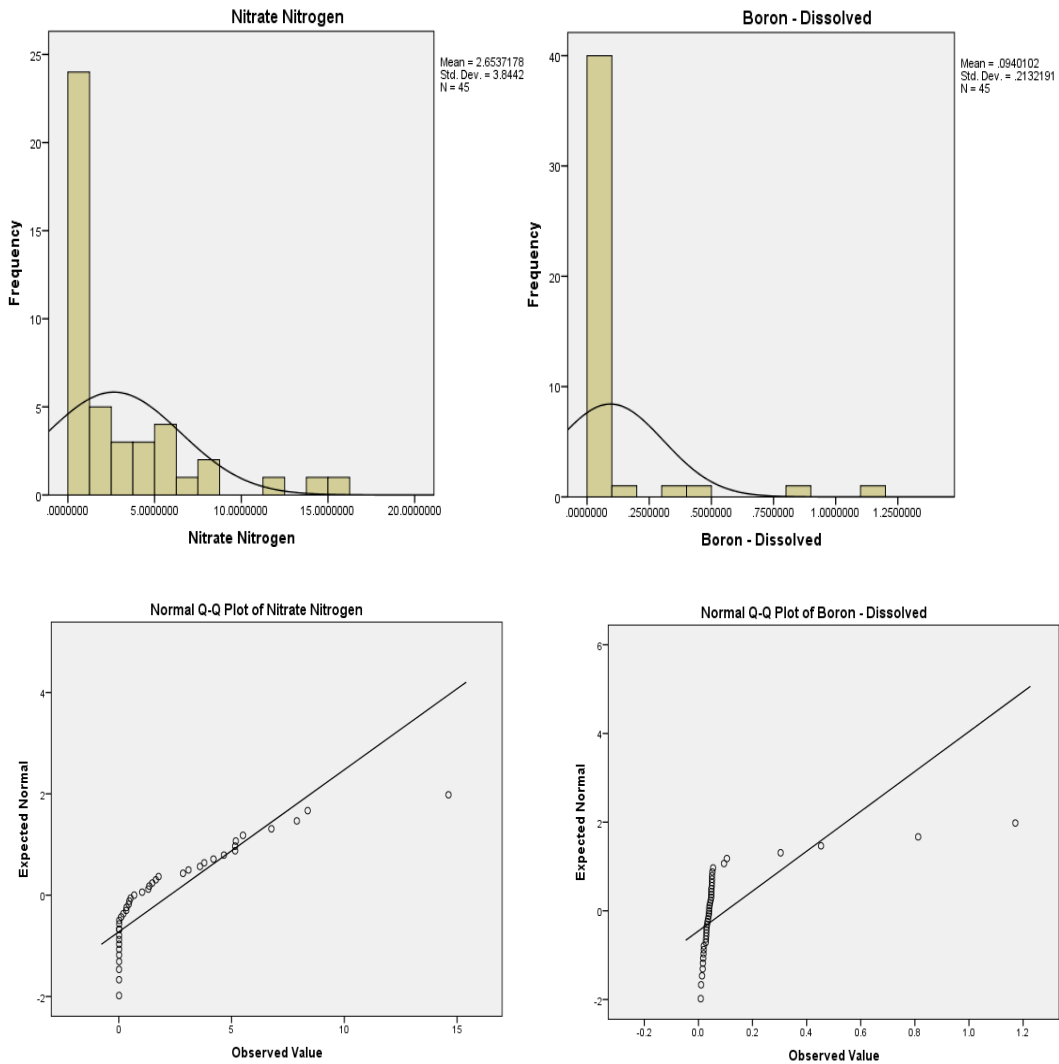 Nitrate Nitrogen
Mean = 2.6537178
Std. Dev. = 3.8442
N = 45
Frequency
25
20
15
10
5
0
.0000000 5.0000000 10.0000000 15.0000000 20.0000000
Nitrate Nitrogen
Boron - Dissolved
Mean = .0940102
Std. Dev. = .2132191
N = 45
Frequency
40
30
20
10
0
.0000000 .2500000 .5000000 .7500000 1.0000000 1.2500000
Boron - Dissolved
Normal Q-Q Plot of Nitrate Nitrogen
Expected Normal
4
2
0
-2
0 5 10 15
Observed Value
Normal Q-Q Plot of Boron - Dissolved
Expected Normal
6
4
2
0
-2
-0.2 0.0 0.2 0.4 0.6 0.8 1.0 1.2
Observed Value